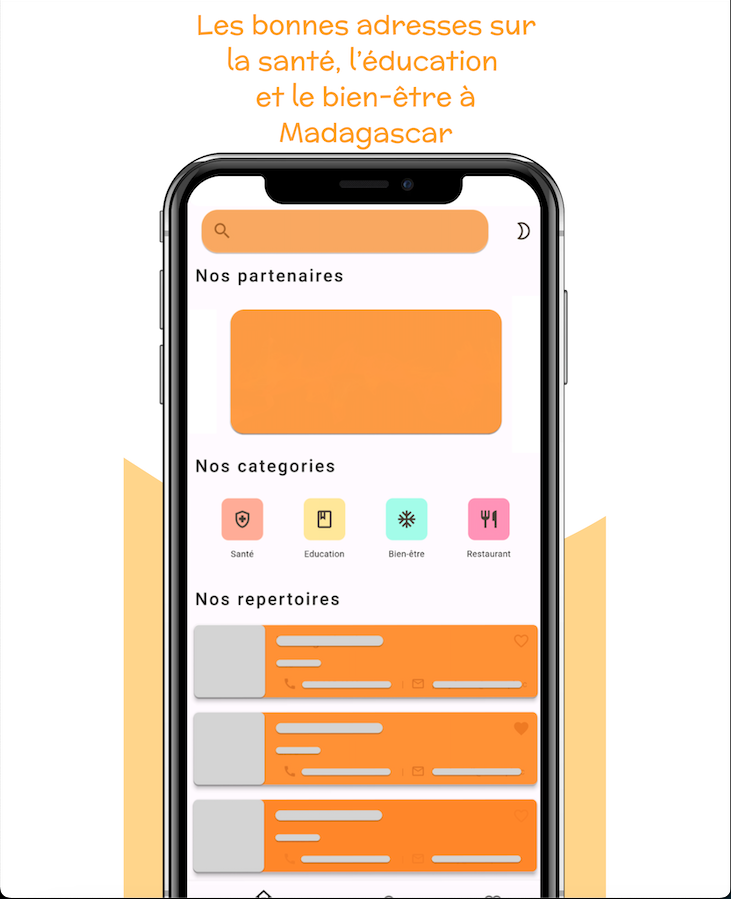 Les bonnes adresses sur
la santé, l'éducation
et le bien-être à
Madagascar
Nos partenaires
Nos categories
Santé
Education
Bien-être
Restaurant
Nos repertoires